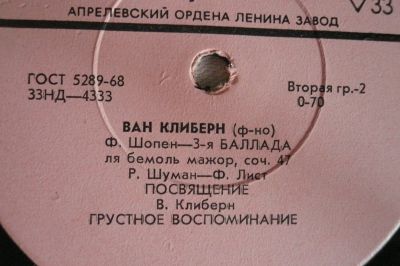 АПРЕЛЕВСКИЙ ОРДЕНА ЛЕНИНА ЗАВОД
33
ГОСТ 5289-68
33НД—4333
Вторая гр.-2
0-70
ВАН КЛИБЕРН (ф-но)
Ф. Шопен—3-я БАЛЛАДА
ля бемоль мажор, соч. 47
Р. Шуман—Ф. Лист
ПОСВЯЩЕНИЕ
В. Клиберн
ГРУСТНОЕ ВОСПОМИНАНИЕ